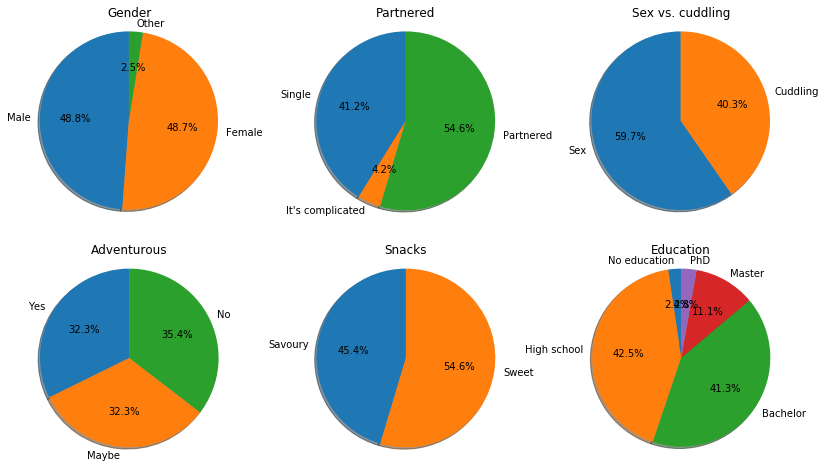 Gender
Other
2.5%
Male
48.8%
48.7%
Female
Partnered
Single
41.2%
54.6%
Partnered
4.2%
It's complicated
Sex vs. cuddling
Cuddling
40.3%
59.7%
Sex
Adventurous
Yes
No
32.3%
35.4%
32.3%
Maybe
Snacks
Savoury
45.4%
54.6%
Sweet
Education
No education
PhD
Master
11.1%
High school
42.5%
41.3%
Bachelor